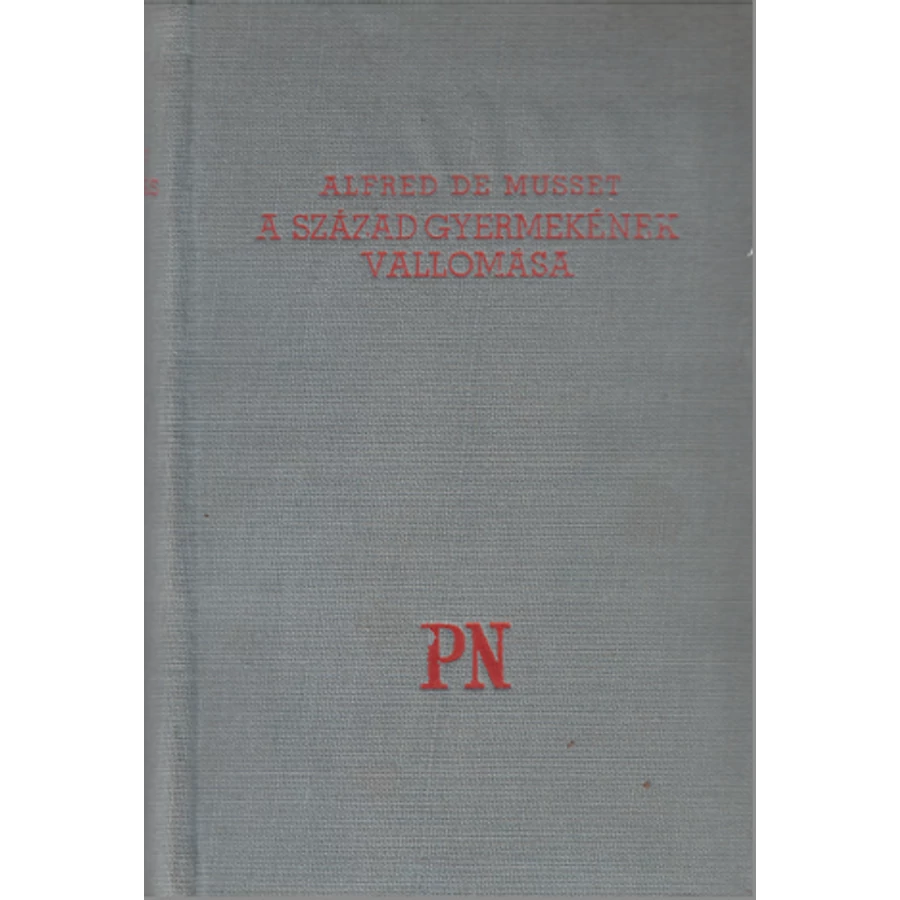 ALFRED DE MUSSET
A SZÁZAD GYERMEKÉNEK
VALLOMÁSA
PN